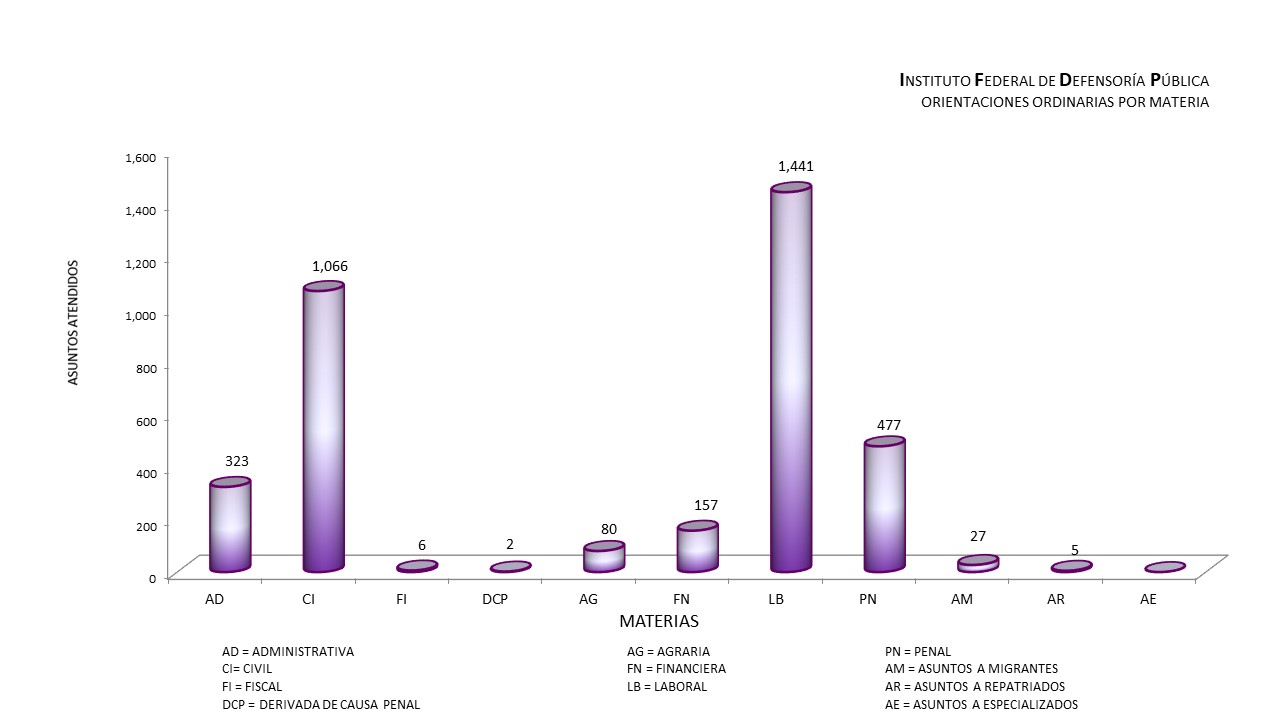 INSTITUTO FEDERAL DE DEFENSORÍA PÚBLICA
ORIENTACIONES ORDINARIAS POR MATERIA
ASUNTOS ATENDIDOS
1,600
1,400
1,200
1,000
800
600
400
200
0
323
1,066
6
2
80
157
1,441
477
27
5
AD CI FI DCP AG FN LB PN AM AR AE
MATERIAS
AD = ADMINISTRATIVA
CI= CIVIL
FI = FISCAL
DCP = DERIVADA DE CAUSA PENAL
AG = AGRARIA
FN = FINANCIERA
LB = LABORAL
PN = PENAL
AM = ASUNTOS A MIGRANTES
AR = ASUNTOS A REPATRIADOS
AE = ASUNTOS A ESPECIALIZADOS